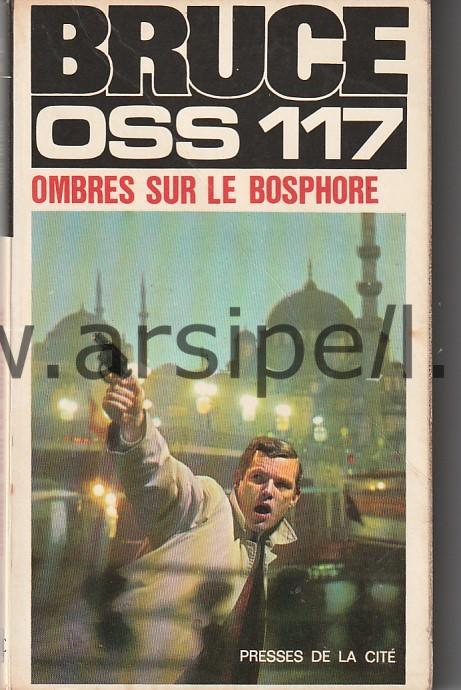 BRUCE
OSS 117
OMBRES SUR LE BOSPHORE
w.arsipel.
PRESSES DE LA CITÉ